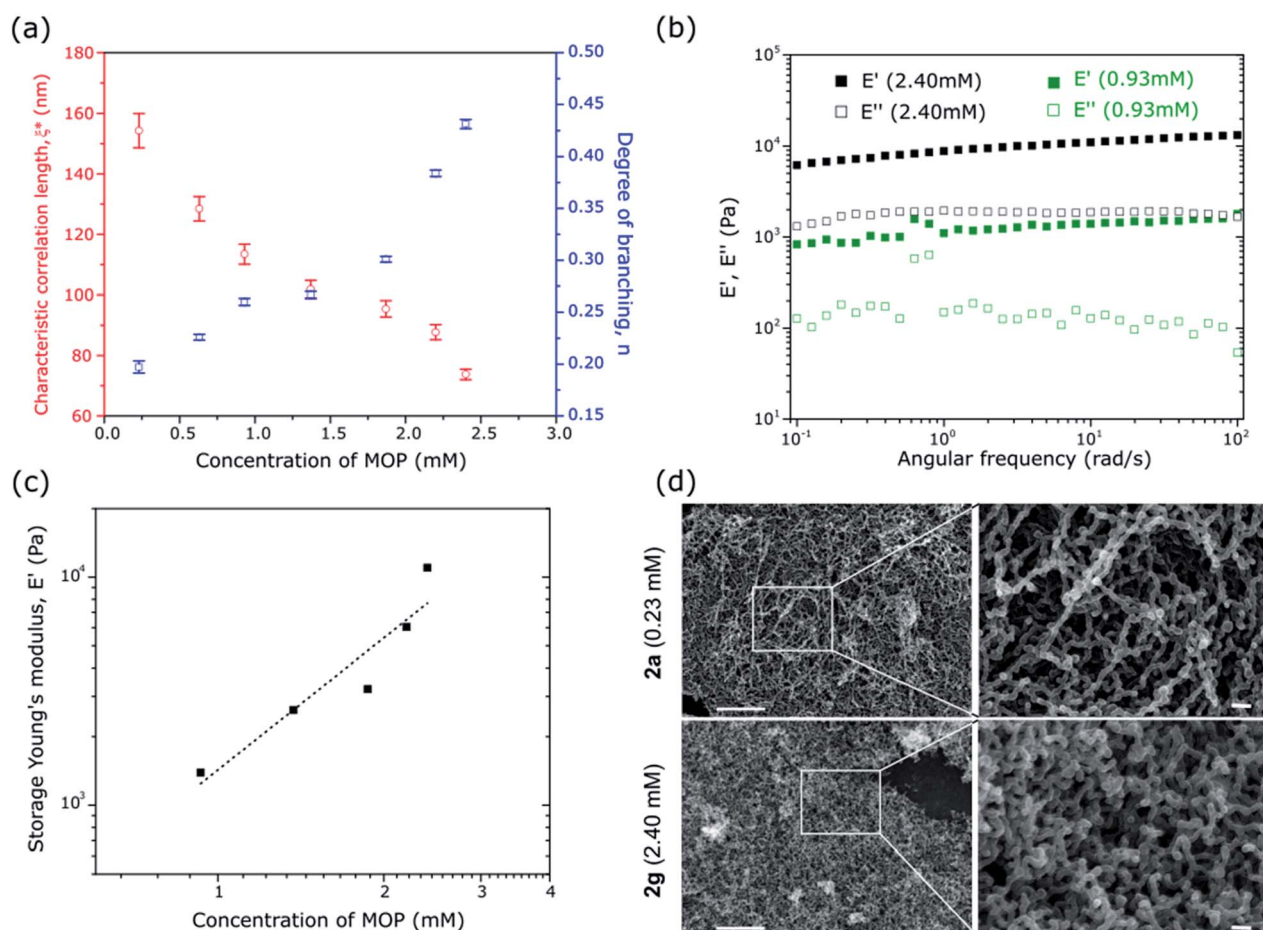 (a)
180
160
140
120
100
80
60
Characteristic correlation length, ξ* (nm)
0.50
0.45
0.40
0.35
0.30
0.25
0.20
0.15
Degree of branching, n
0.0 0.5 1.0 1.5 2.0 2.5 3.0
Concentration of MOP (mM)
(b)
E' (2.40mM) E' (0.93mM)
E'' (2.40mM) E'' (0.93mM)
10⁵
10⁴
10³
10²
10¹
E', E'' (Pa)
10⁻¹ 10⁰ 10¹ 10²
Angular frequency (rad/s)
(c)
10⁴
10³
Storage Young's modulus, E' (Pa)
1 2 3 4
Concentration of MOP (mM)
(d)
2a (0.23 mM)
2g (2.40 mM)